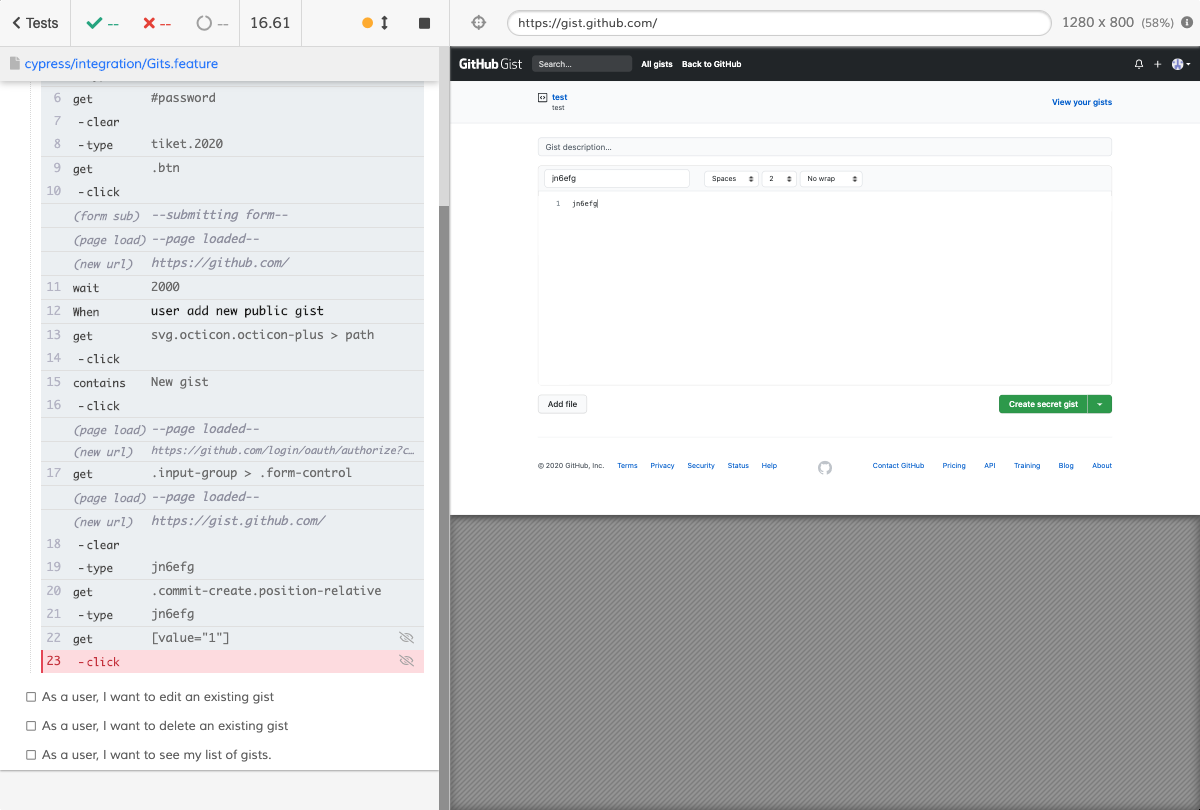 Tests
--
--
--
16.61
https://gist.github.com/
1280 x 800 (58%)
cypress/integration/Gits.feature
6 get #password
7 - clear
8 - type tiket.2020
9 get .btn
10 - click
(form sub) --submitting form--
(page load) --page loaded--
(new url) https://github.com/
11 wait 2000
12 When user add new public gist
13 get svg.octicon.octicon-plus > path
14 - click
15 contains New gist
16 - click
(page load) --page loaded--
(new url) https://github.com/login/oauth/authorize?c…
17 get .input-group > .form-control
(page load) --page loaded--
(new url) https://gist.github.com/
18 - clear
19 - type jn6efg
20 get .commit-create.position-relative
21 - type jn6efg
22 get [value="1"]
23 - click
As a user, I want to edit an existing gist
As a user, I want to delete an existing gist
As a user, I want to see my list of gists.
GitHub Gist Search... All gists Back to GitHub
test
test
View your gists
Gist description...
jn6efg Spaces 2 No wrap
1 jn6efg
Add file Create secret gist
© 2020 GitHub, Inc. Terms Privacy Security Status Help Contact GitHub Pricing API Training Blog About